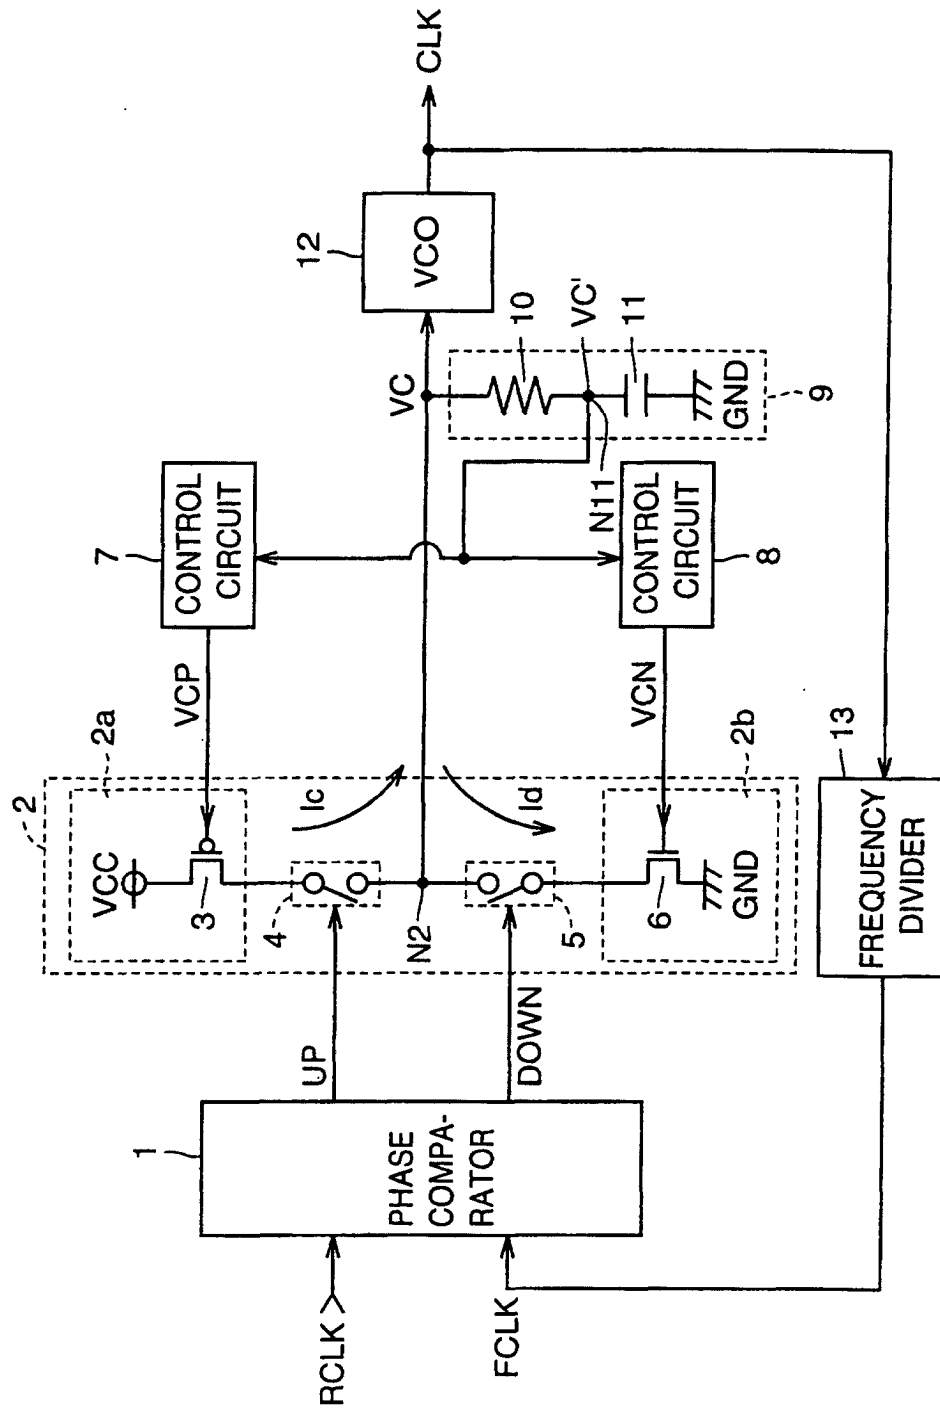 2
VCC
2a
3
4
UP
Ic
N2
5
DOWN
Id
6
GND
2b
1
PHASE
COMPA-
RATOR
RCLK
FCLK
VCP
7
CONTROL
CIRCUIT
VCN
CONTROL
CIRCUIT
8
VC
10
VC'
11
N11
GND
9
12
VCO
CLK
13
FREQUENCY
DIVIDER